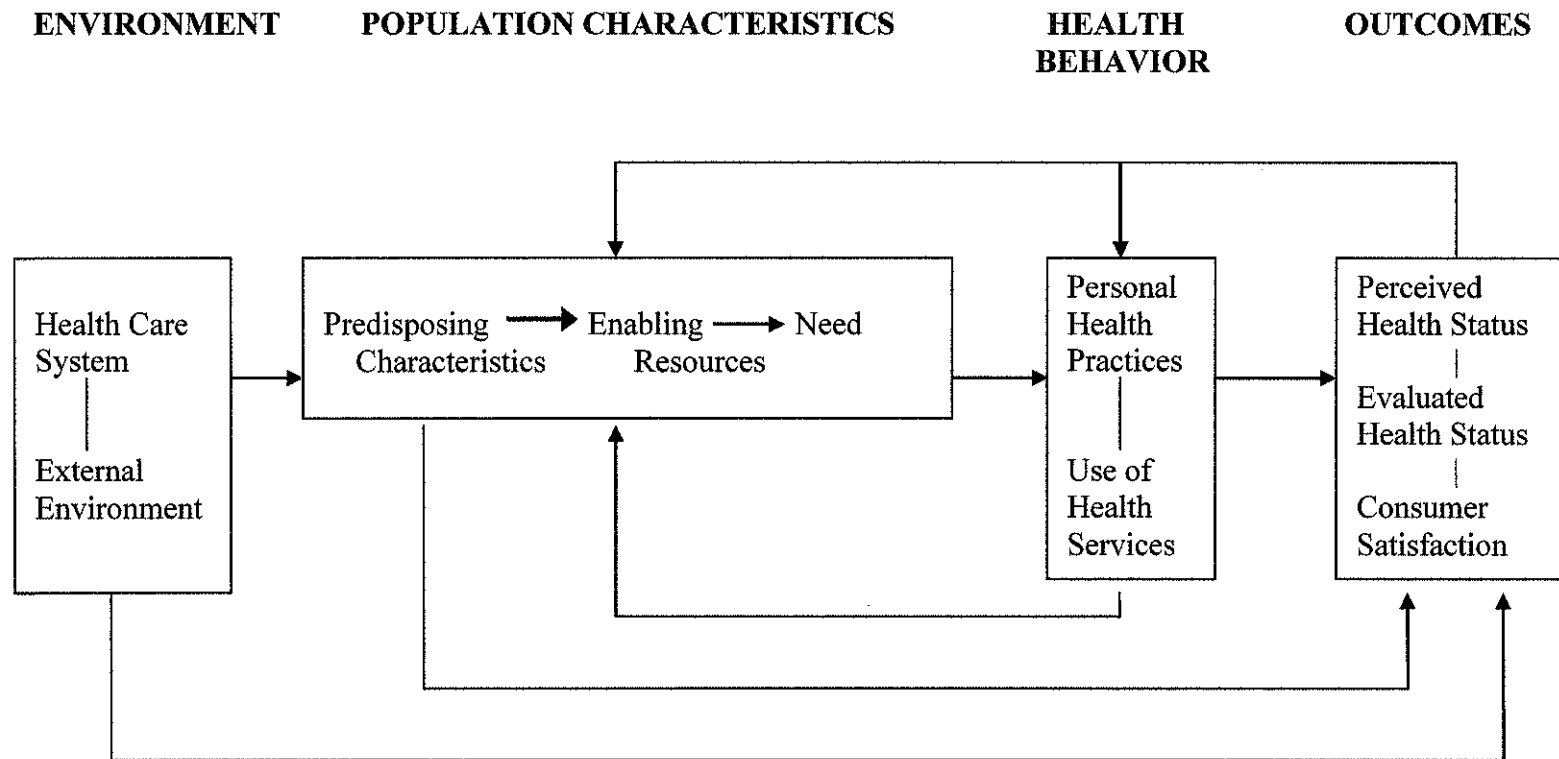 ENVIRONMENT POPULATION CHARACTERISTICS HEALTH BEHAVIOR OUTCOMES
Health Care
System
External
Environment
Predisposing Enabling Need
Characteristics Resources
Personal
Health
Practices
Use of
Health
Services
Perceived
Health Status
Evaluated
Health Status
Consumer
Satisfaction